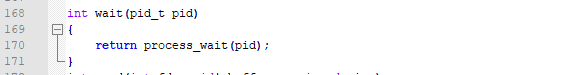 168 int wait(pid_t pid)
169 {
170 return process_wait(pid);
171 }